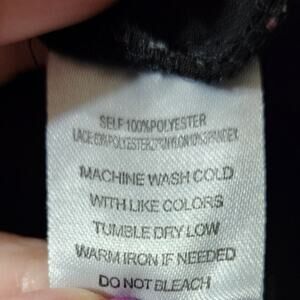 SELF 100%POLYESTER
LACE:63%POLYESTER27%NYLON10%SPANDEX
MACHINE WASH COLD
WITH LIKE COLORS
TUMBLE DRY LOW
WARM IRON IF NEEDED
DO NOT BLEACH